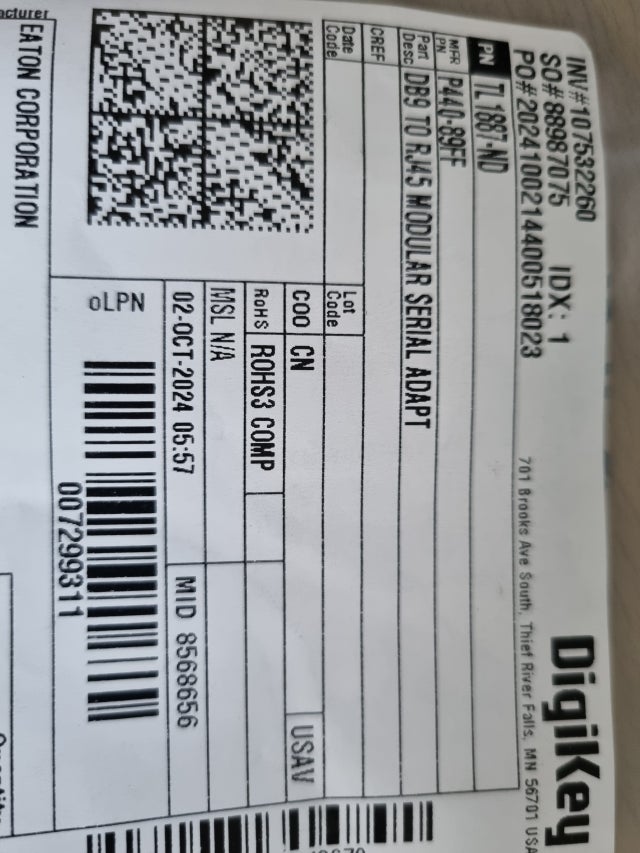 INV#107532260
SO#88987075 IDX: 1
PO#20241002144005180​23
DigiKey
701 Brooks Ave South, Thief River Falls, MN 56701 USA
PN TL1887-ND
MFR PN P440-89FF
Part Desc DB9 TO RJ45 MODULAR SERIAL ADAPT
CREF
Date Code
Lot Code
COO CN
USAV
RoHS ROHS3 COMP
MSL N/A
02-OCT-2024 05:57
MID 8568656
oLPN
007299311
EATON CORPORATION